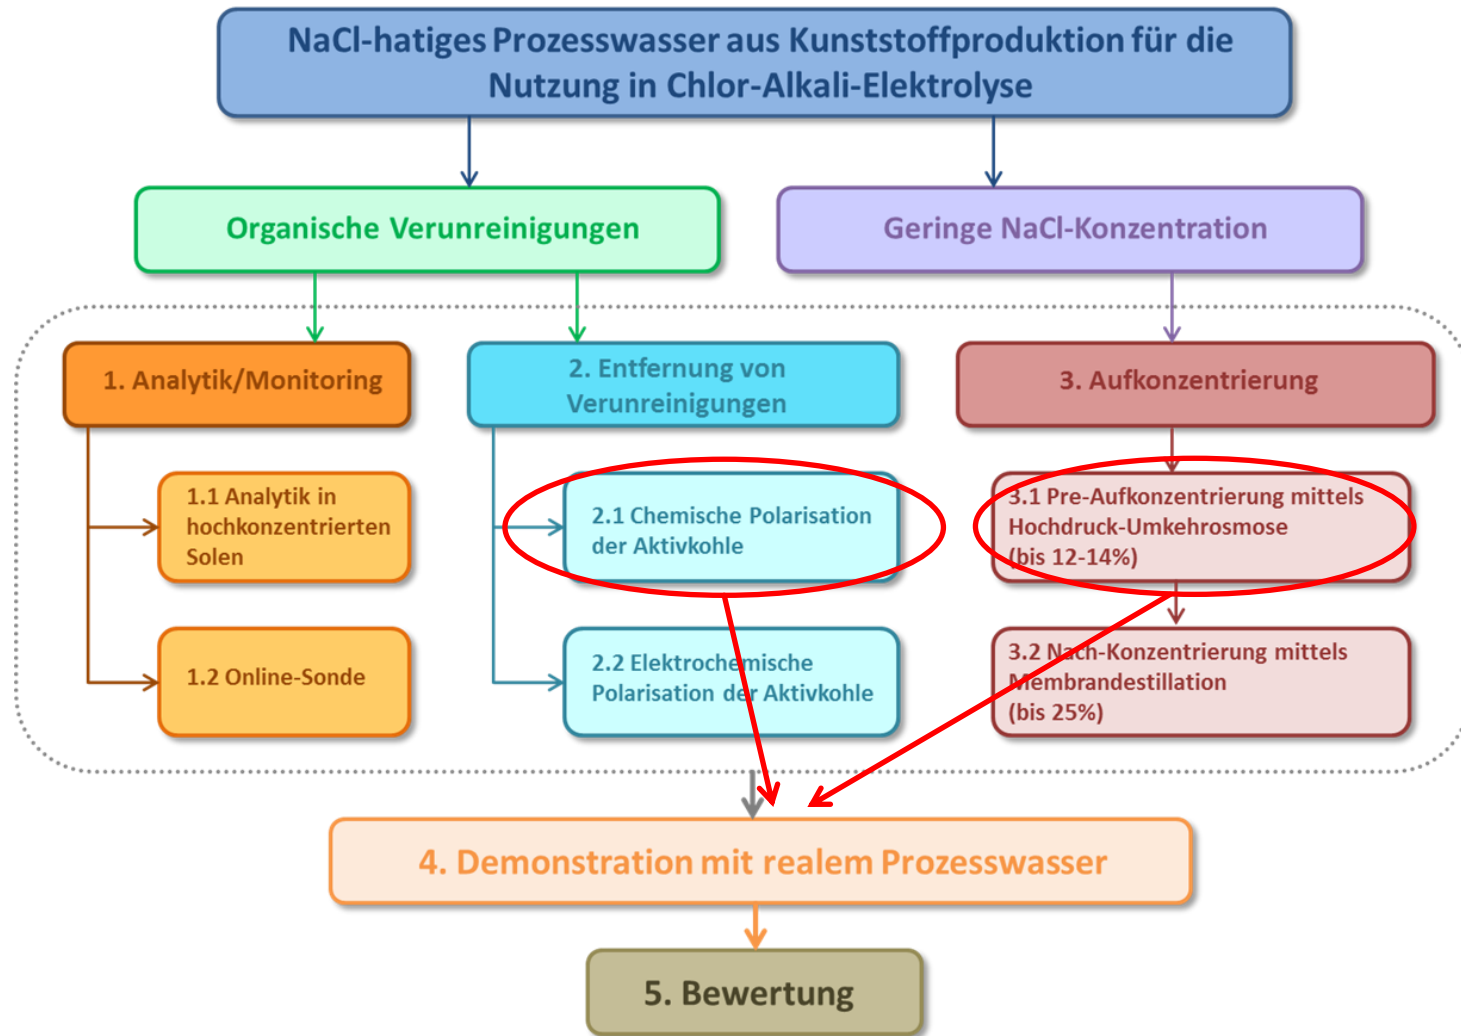 NaCl-hatiges Prozesswasser aus Kunststoffproduktion für die
Nutzung in Chlor-Alkali-Elektrolyse
Organische Verunreinigungen
Geringe NaCl-Konzentration
1. Analytik/Monitoring
2. Entfernung von
Verunreinigungen
3. Aufkonzentrierung
1.1 Analytik in
hochkonzentrierten
Solen
2.1 Chemische Polarisation
der Aktivkohle
3.1 Pre-Aufkonzentrierung mittels
Hochdruck-Umkehrosmose
(bis 12-14%)
1.2 Online-Sonde
2.2 Elektrochemische
Polarisation der Aktivkohle
3.2 Nach-Konzentrierung mittels
Membrandestillation
(bis 25%)
4. Demonstration mit realem Prozesswasser
5. Bewertung